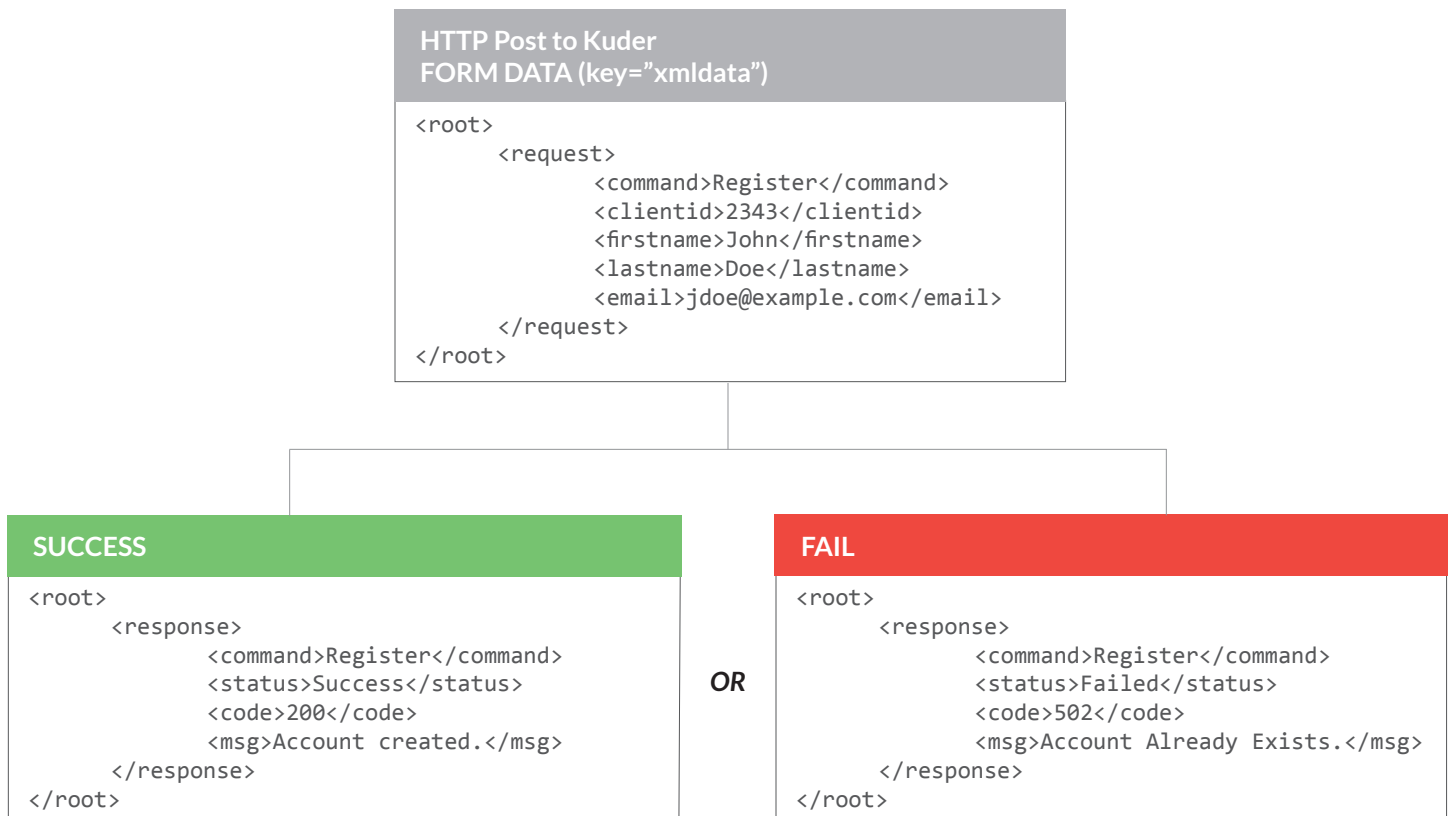 HTTP Post to Kuder
FORM DATA (key=”xmldata”)
<root>
<request>
<command>Register</command>
<clientid>2343</clientid>
<firstname>John</firstname>
<lastname>Doe</lastname>
<email>jdoe@example.com</email>
</request>
</root>
SUCCESS
<root>
<response>
<command>Register</command>
<status>Success</status>
<code>200</code>
<msg>Account created.</msg>
</response>
</root>
OR
FAIL
<root>
<response>
<command>Register</command>
<status>Failed</status>
<code>502</code>
<msg>Account Already Exists.</msg>
</response>
</root>